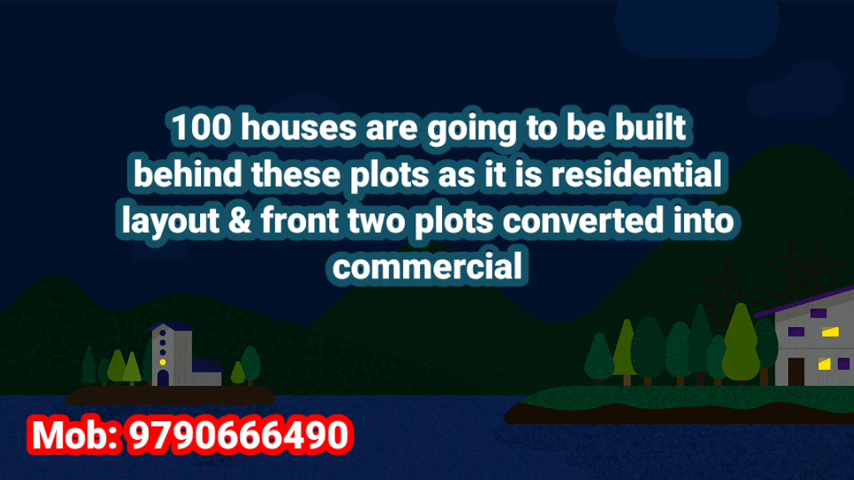 100 houses are going to be built
behind these plots as it is residential
layout & front two plots converted into
commercial
Mob: 9790666490